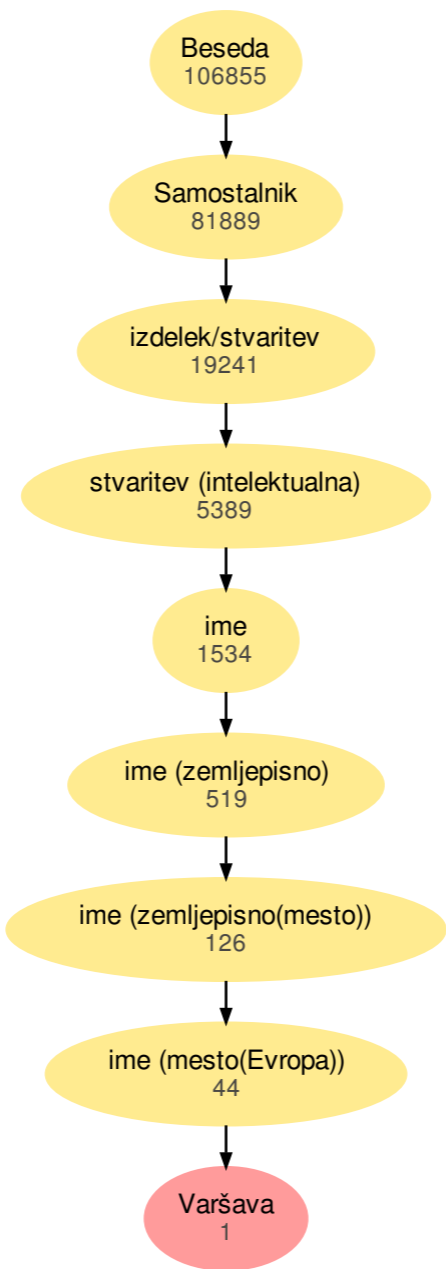 Beseda
106855
Samostalnik
81889
izdelek/stvaritev
19241
stvaritev (intelektualna)
5389
ime
1534
ime (zemljepisno)
519
ime (zemljepisno(mesto))
126
ime (mesto(Evropa))
44
Varšava
1